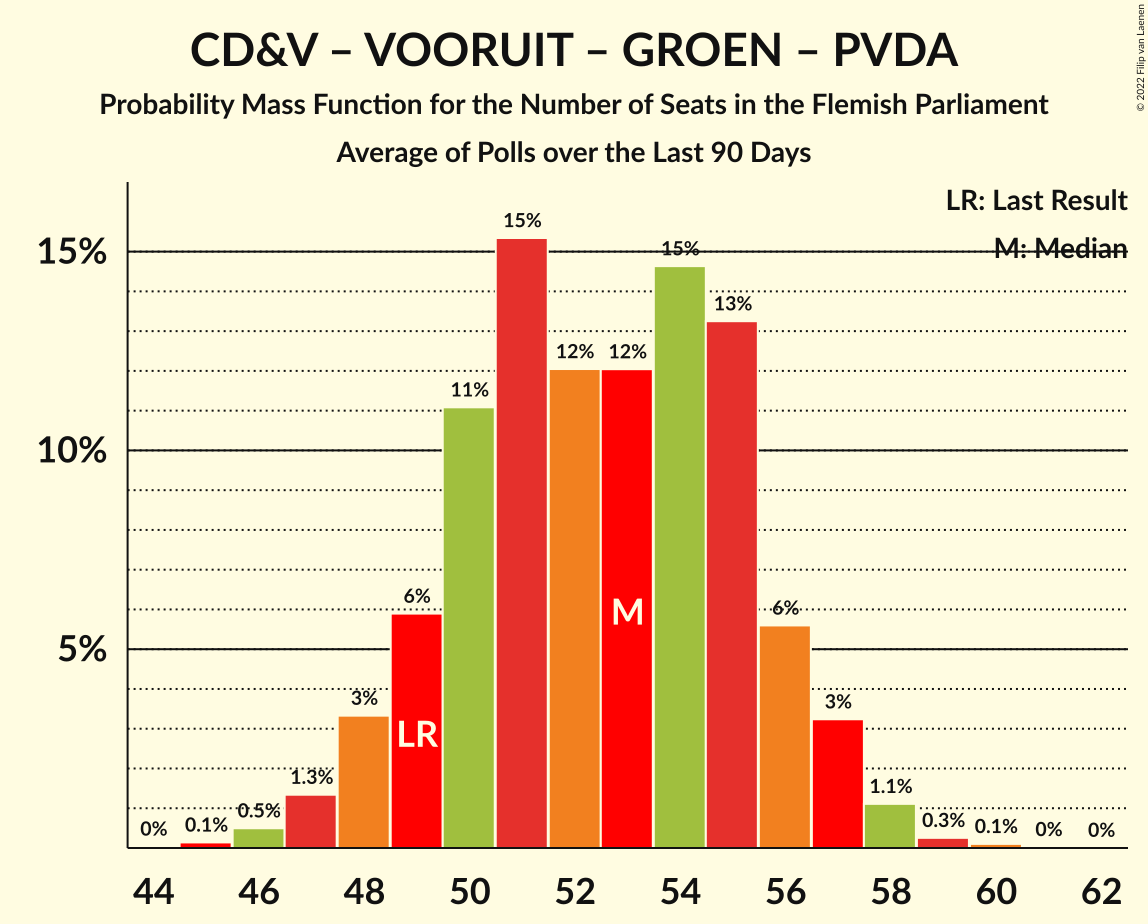 CD&V – VOORUIT – GROEN – PVDA
Probability Mass Function for the Number of Seats in the Flemish Parliament
Average of Polls over the Last 90 Days
© 2022 Filip van Laenen
LR: Last Result
M: Median
15%
10%
5%
0%
0.1%
0.5%
1.3%
3%
6%
11%
15%
12%
12%
15%
13%
6%
3%
1.1%
0.3%
0.1%
0%
0%
LR
M
44 46 48 50 52 54 56 58 60 62